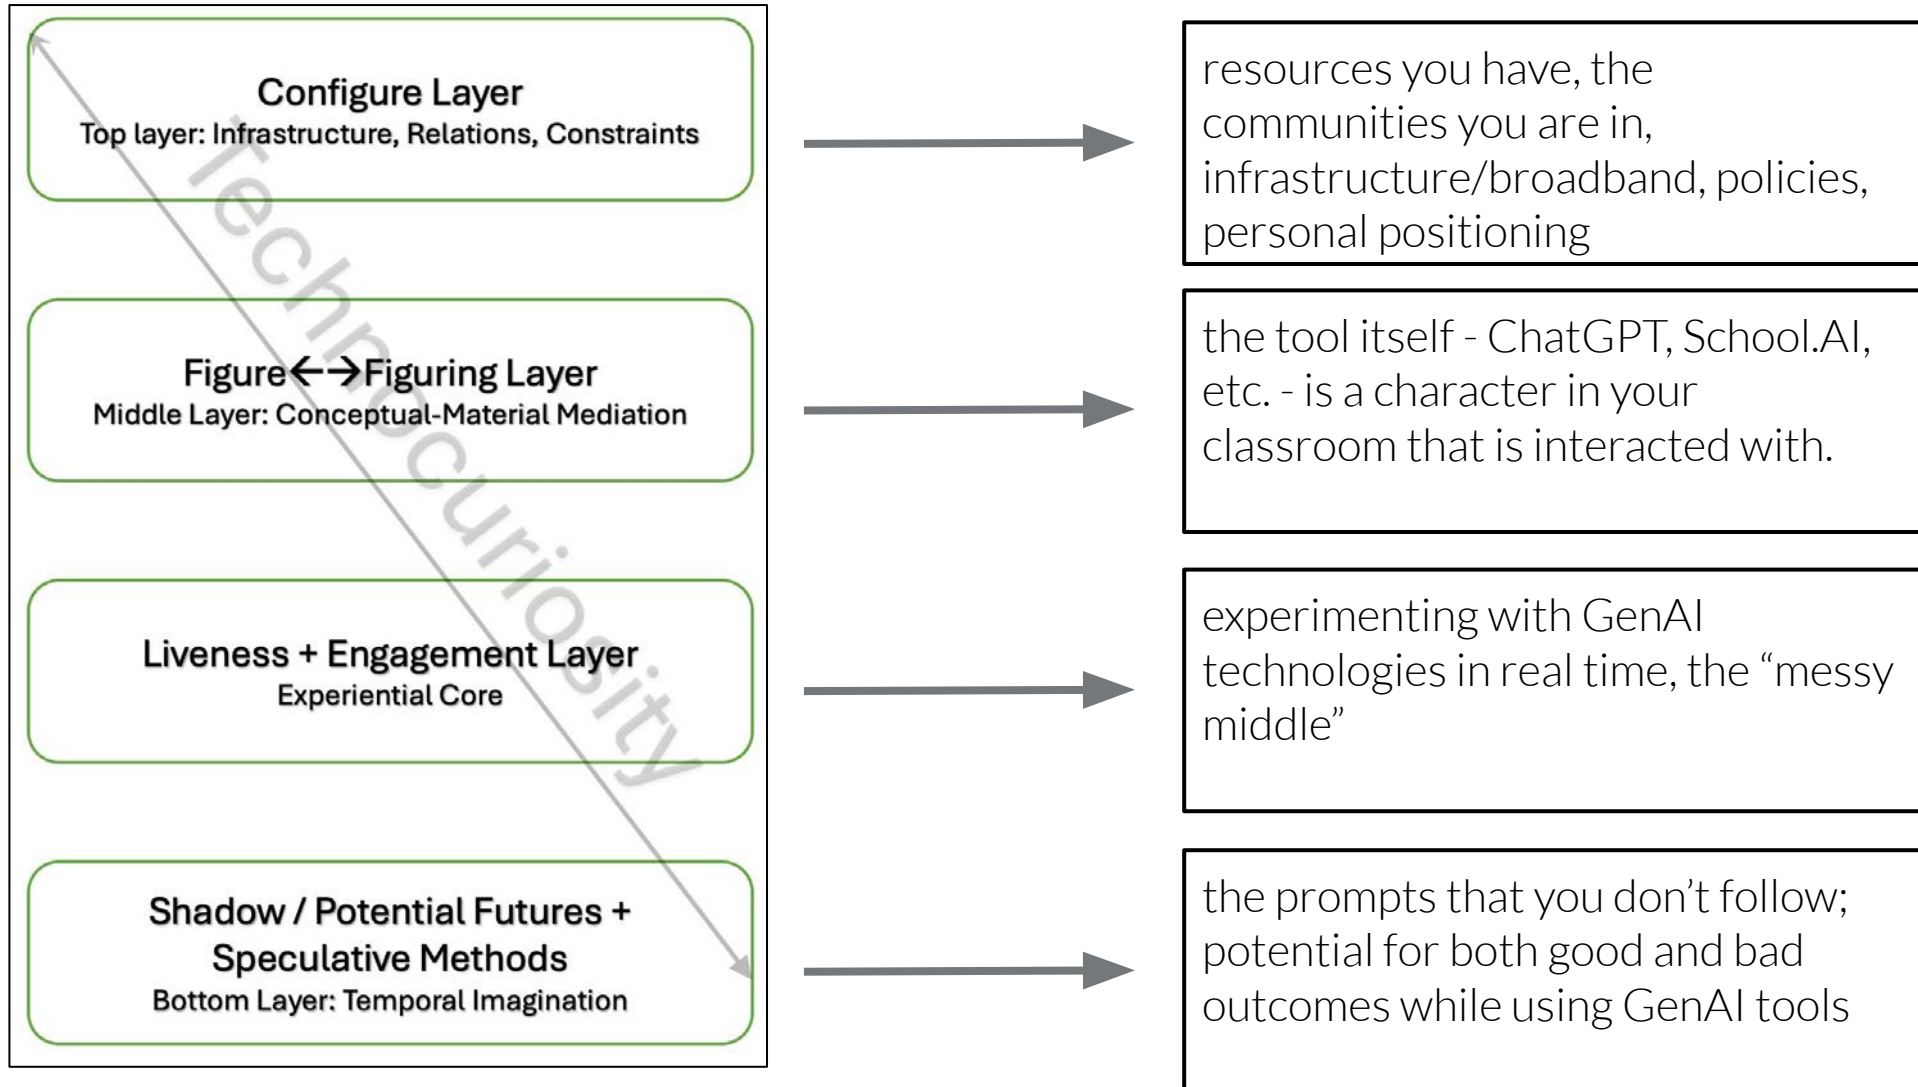 Configure Layer
Top layer: Infrastructure, Relations, Constraints
resources you have, the
communities you are in,
infrastructure/broadband, policies,
personal positioning
Figure←→Figuring Layer
Middle Layer: Conceptual-Material Mediation
the tool itself - ChatGPT, School.AI,
etc. - is a character in your
classroom that is interacted with.
Liveness + Engagement Layer
Experiential Core
experimenting with GenAI
technologies in real time, the “messy
middle”
Shadow / Potential Futures +
Speculative Methods
Bottom Layer: Temporal Imagination
the prompts that you don’t follow;
potential for both good and bad
outcomes while using GenAI tools
Technocuriosity